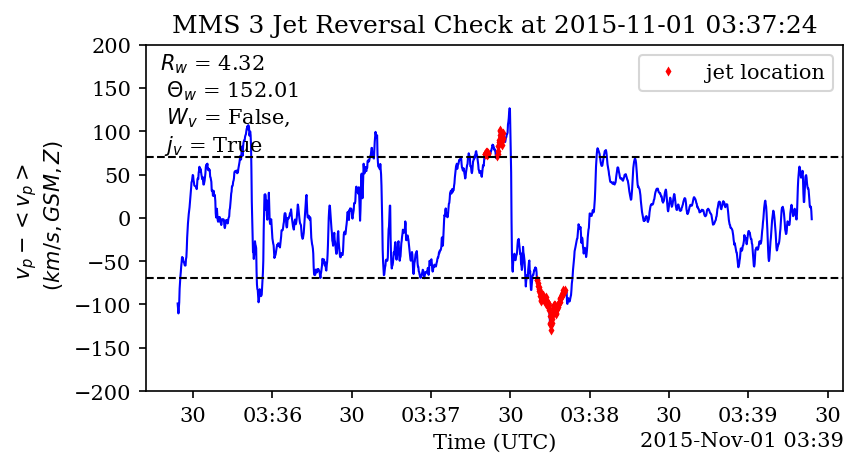 MMS 3 Jet Reversal Check at 2015-11-01 03:37:24
200
150
100
50
0
−50
−100
−150
−200
v_p − < v_p >
(km/s, GSM, Z)
R_w = 4.32
Θ_w = 152.01
W_v = False,
j_v = True
jet location
30 03:36 30 03:37 30 03:38 30 03:39 30
Time (UTC)
2015-Nov-01 03:39